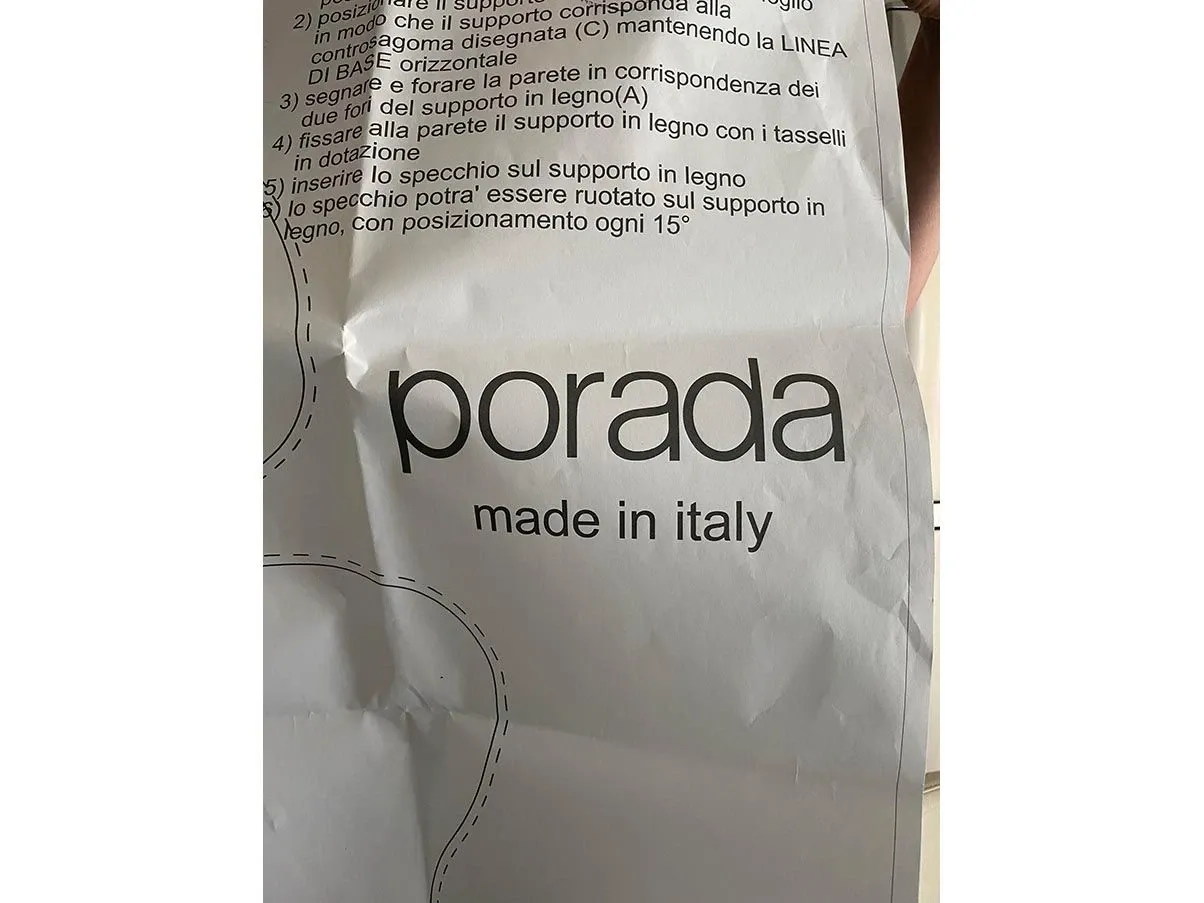 2) posizionare il supporto
in modo che il supporto corrisponda alla
controsagoma disegnata (C) mantenendo la LINEA
DI BASE orizzontale
3) segnare e forare la parete in corrispondenza dei
due fori del supporto in legno(A)
4) fissare alla parete il supporto in legno con i tasselli
in dotazione
5) inserire lo specchio sul supporto in legno
6) lo specchio potra' essere ruotato sul supporto in
legno, con posizionamento ogni 15°
porada
made in italy